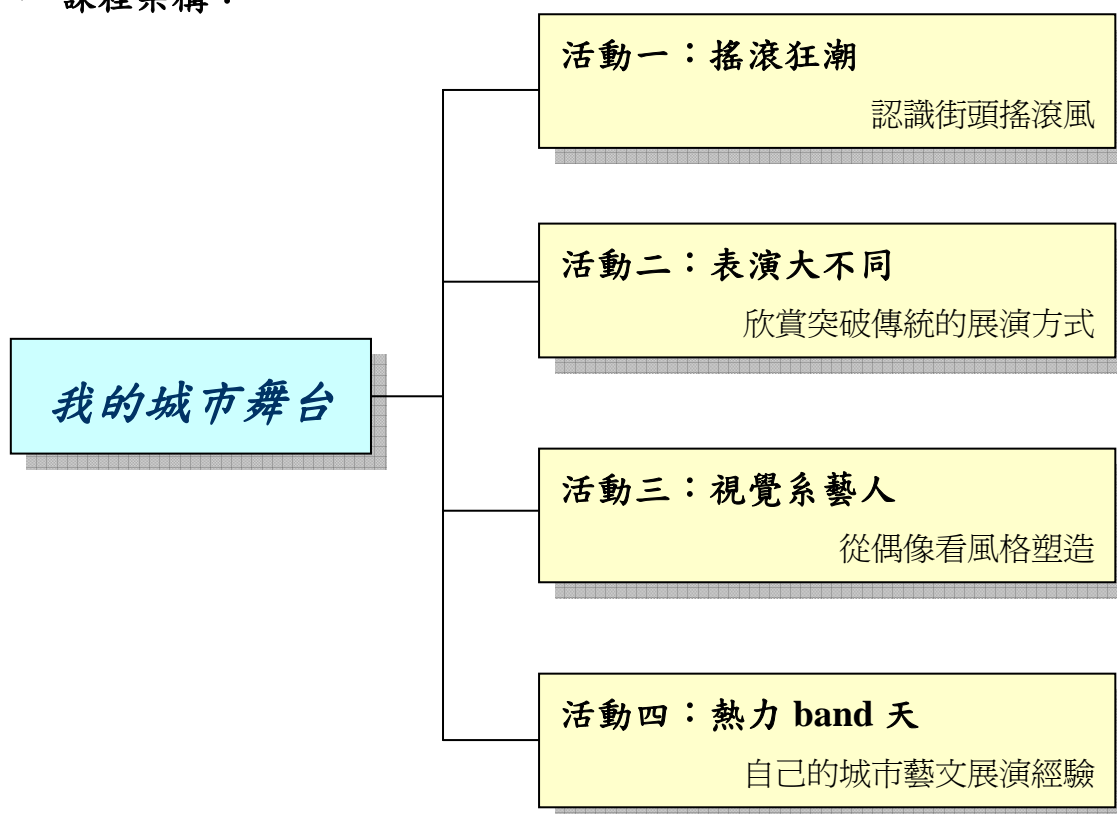 課程架構：
活動一：搖滾狂潮
認識街頭搖滾風
活動二：表演大不同
欣賞突破傳統的展演方式
我的城市舞台
活動三：視覺系藝人
從偶像看風格塑造
活動四：熱力 band 天
自己的城市藝文展演經驗